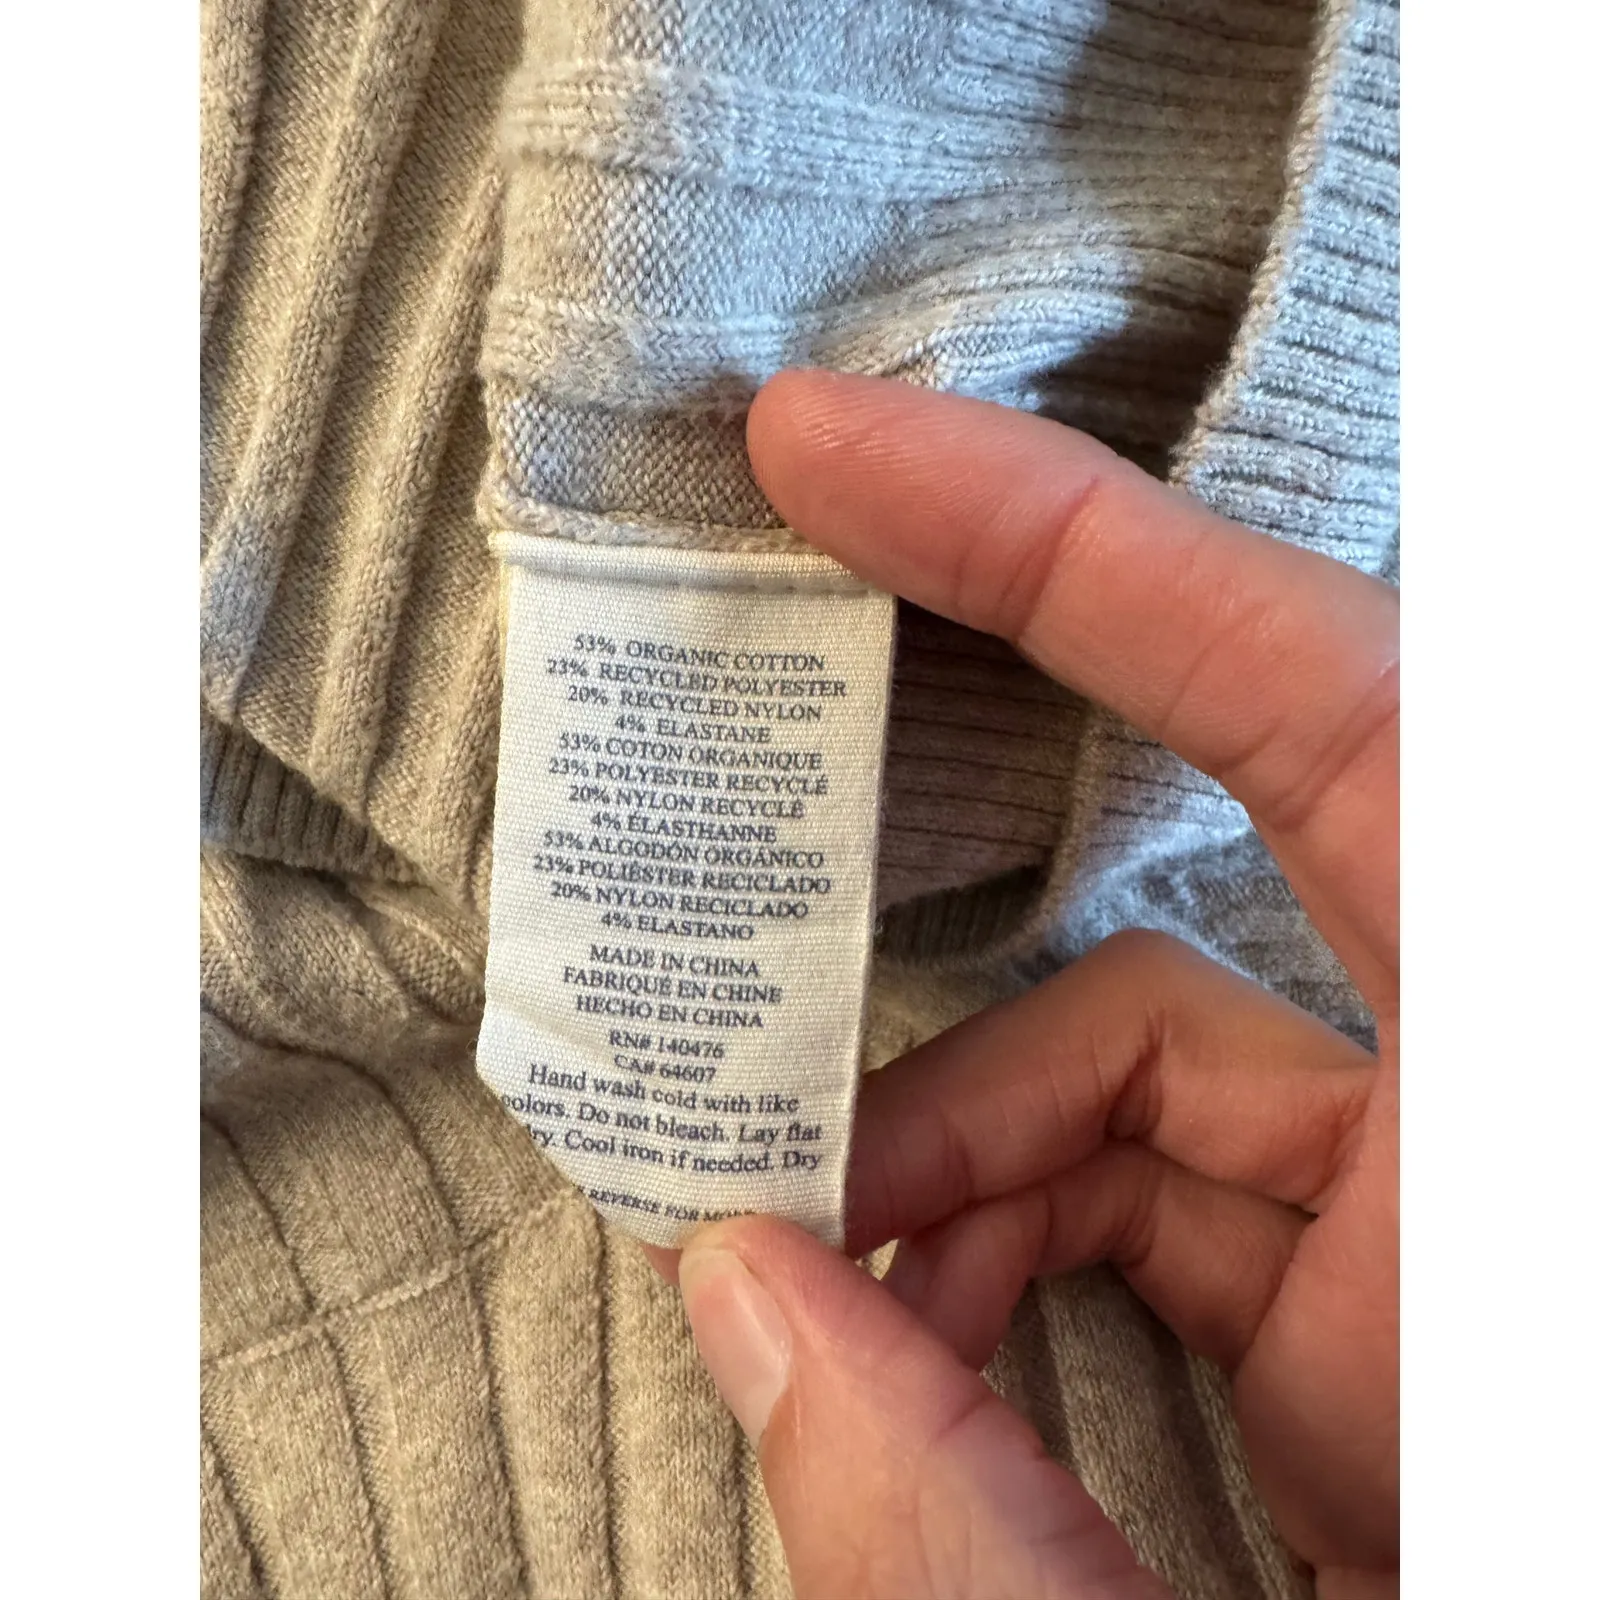 53% ORGANIC COTTON
23% RECYCLED POLYESTER
20% RECYCLED NYLON
4% ELASTANE
53% COTON ORGANIQUE
23% POLYESTER RECYCLÉ
20% NYLON RECYCLÉ
4% ÉLASTHANNE
53% ALGODÓN ORGÁNICO
23% POLIÉSTER RECICLADO
20% NYLON RECICLADO
4% ELASTANO
MADE IN CHINA
FABRIQUÉ EN CHINE
HECHO EN CHINA
RN# 140476
CA# 64607
Hand wash cold with like
colors. Do not bleach. Lay flat
dry. Cool iron if needed. Dry
REVERSE FOR